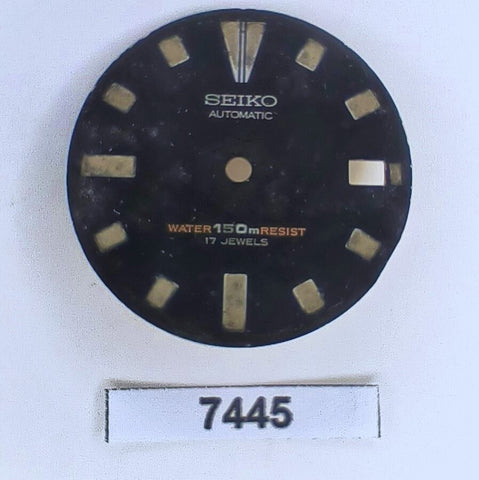 SEIKO
AUTOMATIC
WATER 150m RESIST
17 JEWELS
7445